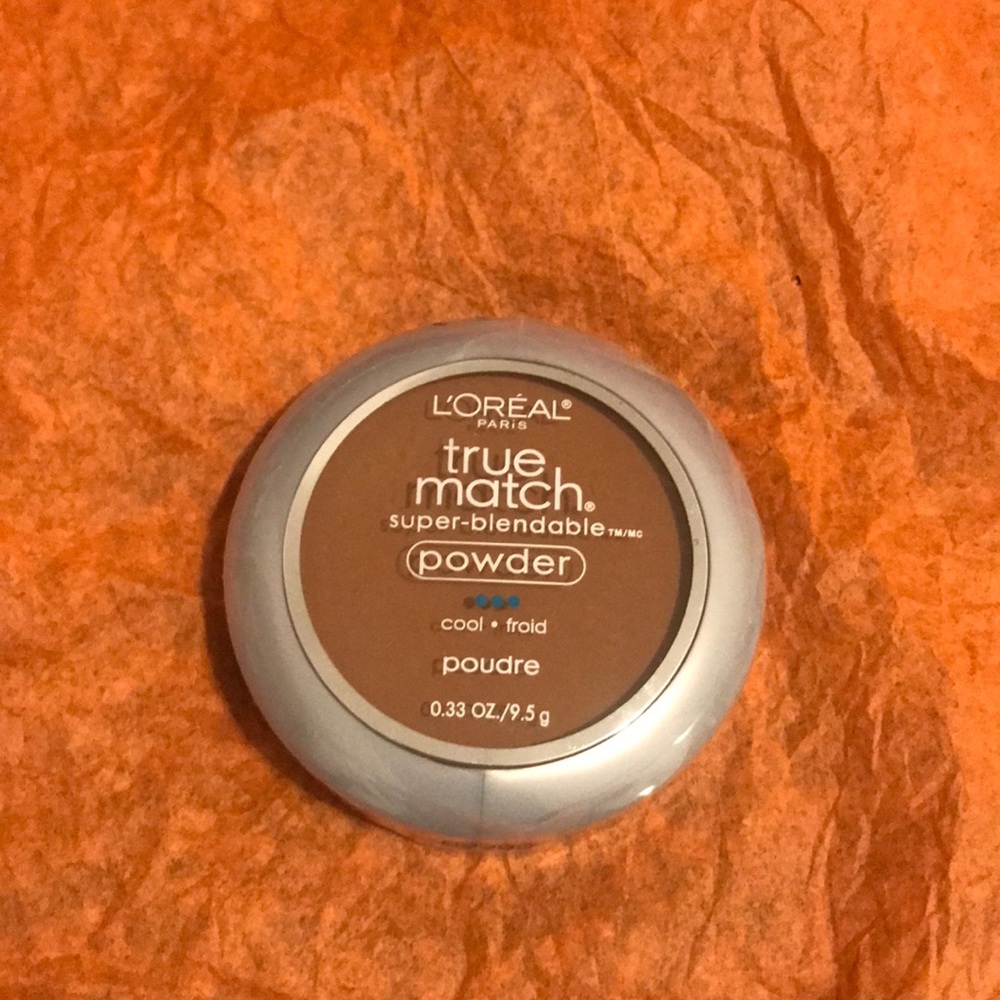 L'ORÉAL®
PARiS
true
match®
super-blendable™/MC
powder
cool • froid
poudre
0.33 OZ./9.5 g